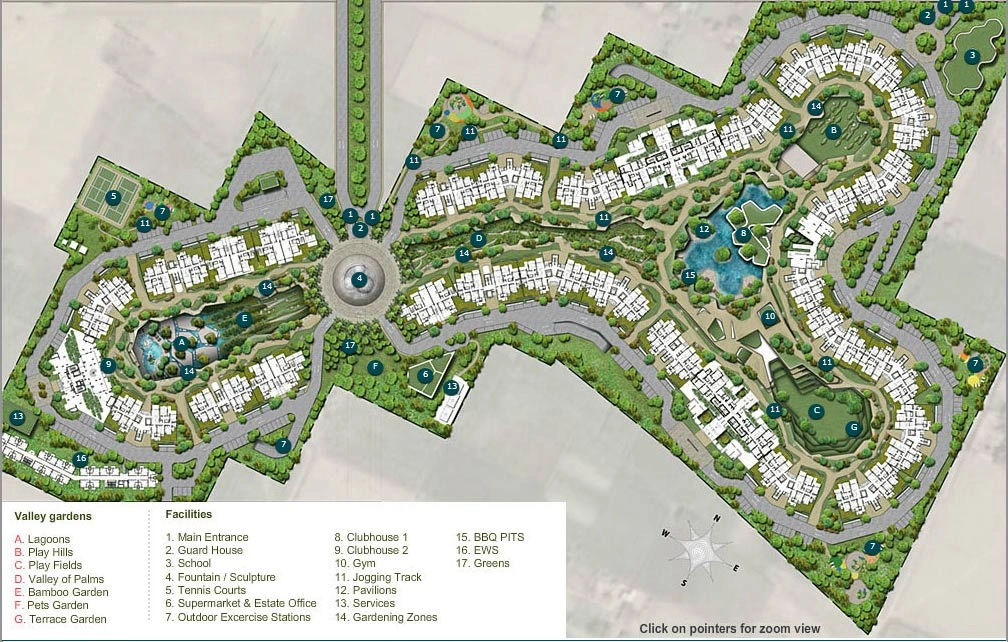 1 1
2
3
7
14
11 B
7 11 11
11
5
7
11
17 1 1
2
11
12 8
D
14 14
15
4
14
E
10
A
17
9
14
F
6 13
11
7
11 C
G
13
7
16
7
N
W
E
S
Valley gardens
A. Lagoons
B. Play Hills
C. Play Fields
D. Valley of Palms
E. Bamboo Garden
F. Pets Garden
G. Terrace Garden
Facilities
1. Main Entrance
2. Guard House
3. School
4. Fountain / Sculpture
5. Tennis Courts
6. Supermarket & Estate Office
7. Outdoor Excercise Stations
8. Clubhouse 1
9. Clubhouse 2
10. Gym
11. Jogging Track
12. Pavilions
13. Services
14. Gardening Zones
15. BBQ PITS
16. EWS
17. Greens
Click on pointers for zoom view